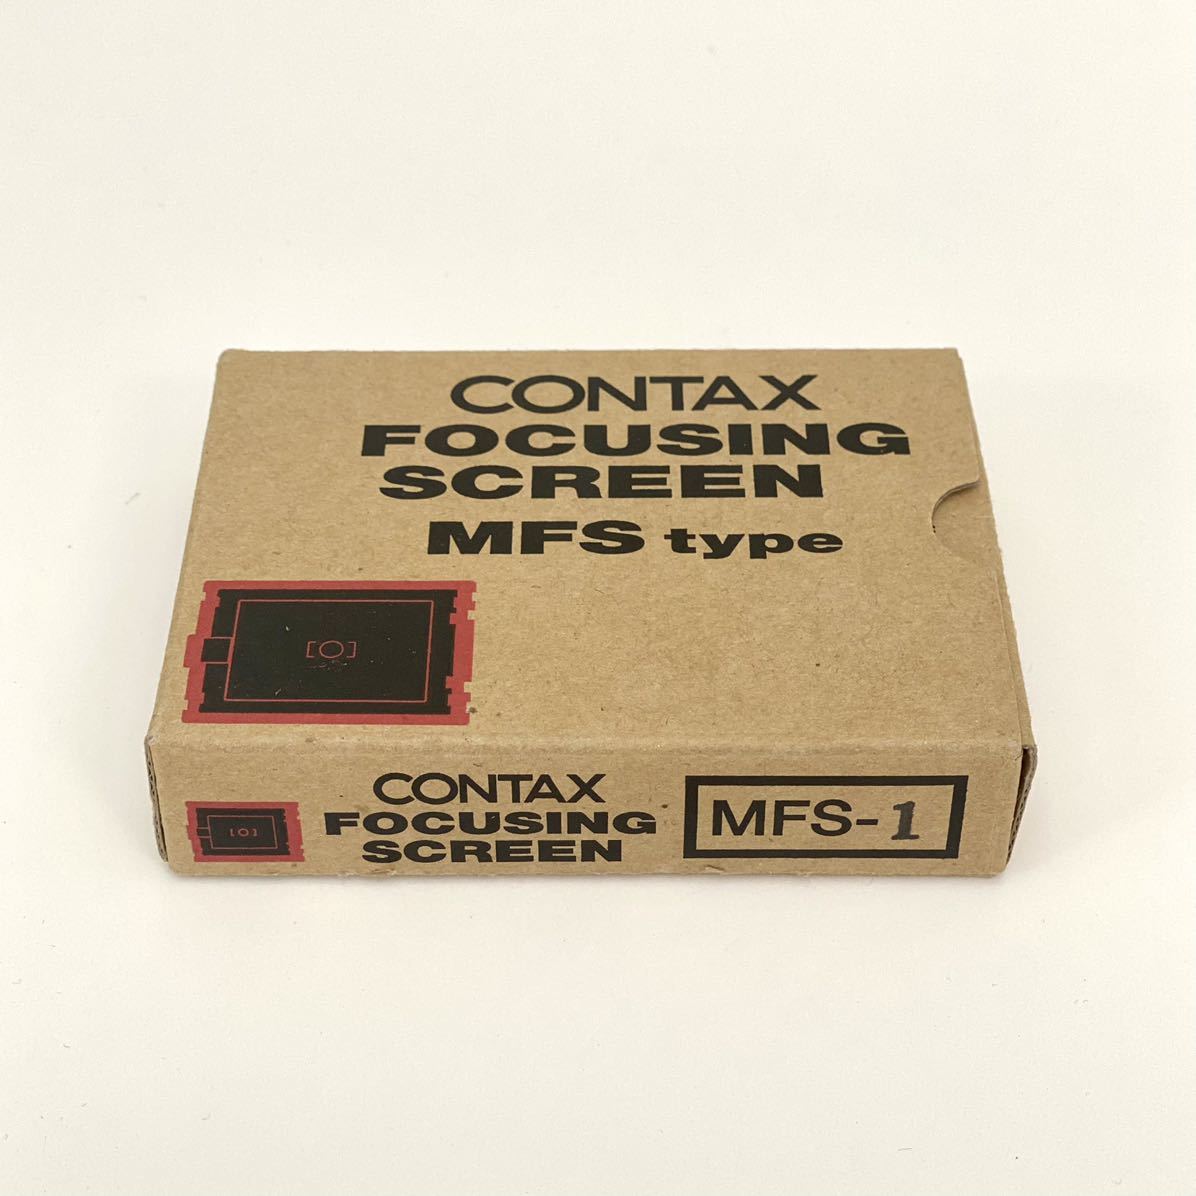 CONTAX
FOCUSING
SCREEN
MFS type
CONTAX
FOCUSING
SCREEN
MFS-1